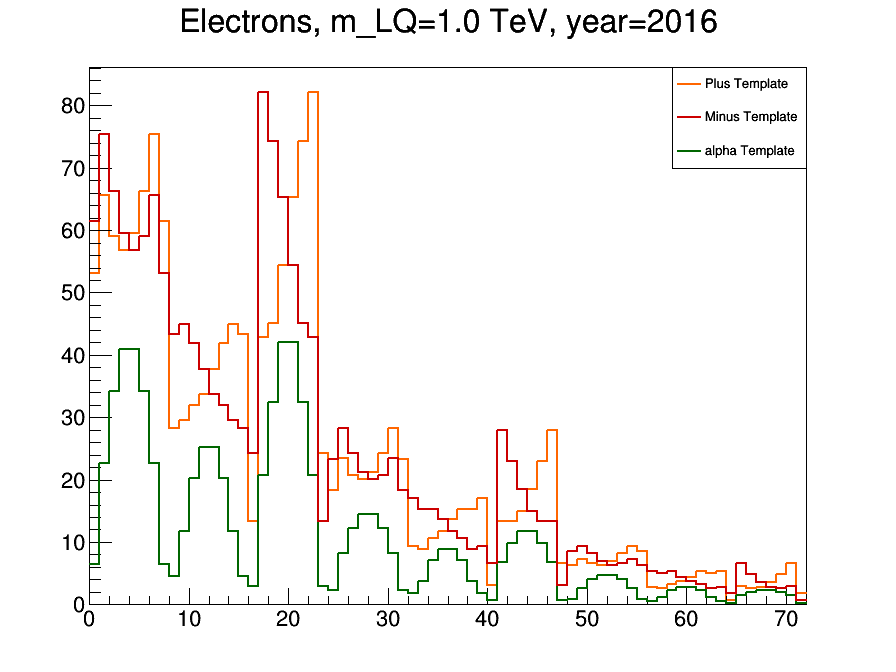 Electrons, m_LQ=1.0 TeV, year=2016
Plus Template
Minus Template
alpha Template
80
70
60
50
40
30
20
10
0
0 10 20 30 40 50 60 70